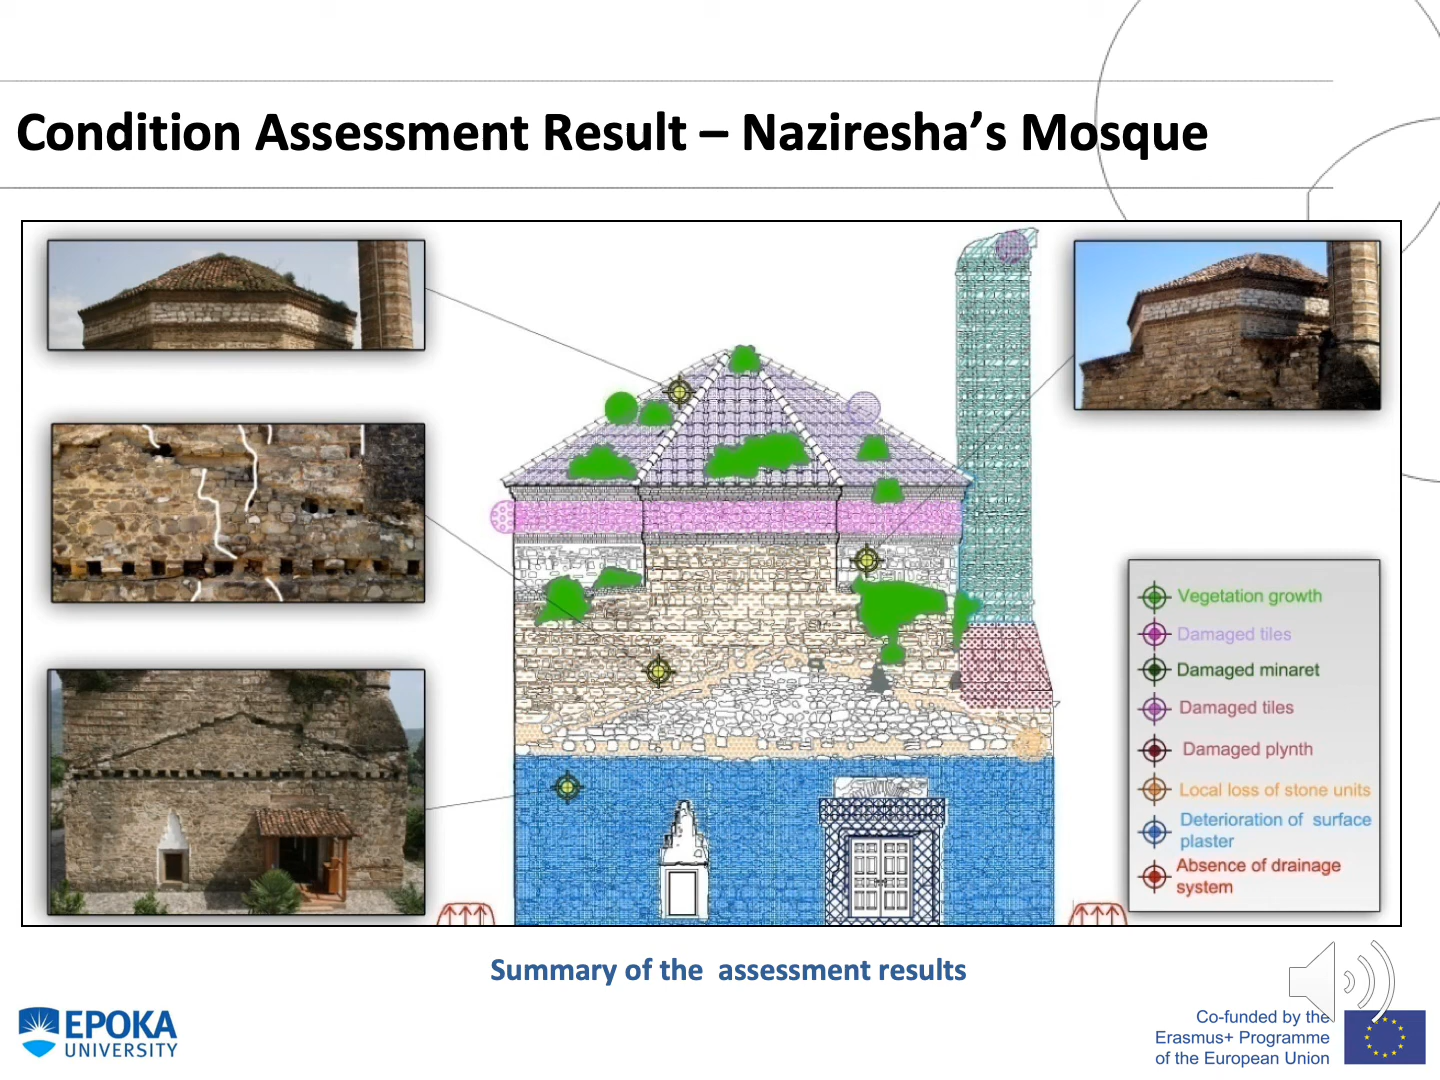 Condition Assessment Result – Naziresha’s Mosque
Vegetation growth
Damaged tiles
Damaged minaret
Damaged tiles
Damaged plynth
Local loss of stone units
Deterioration of surface
plaster
Absence of drainage
system
Summary of the assessment results
EPOKA
UNIVERSITY
Co-funded by the
Erasmus+ Programme
of the European Union